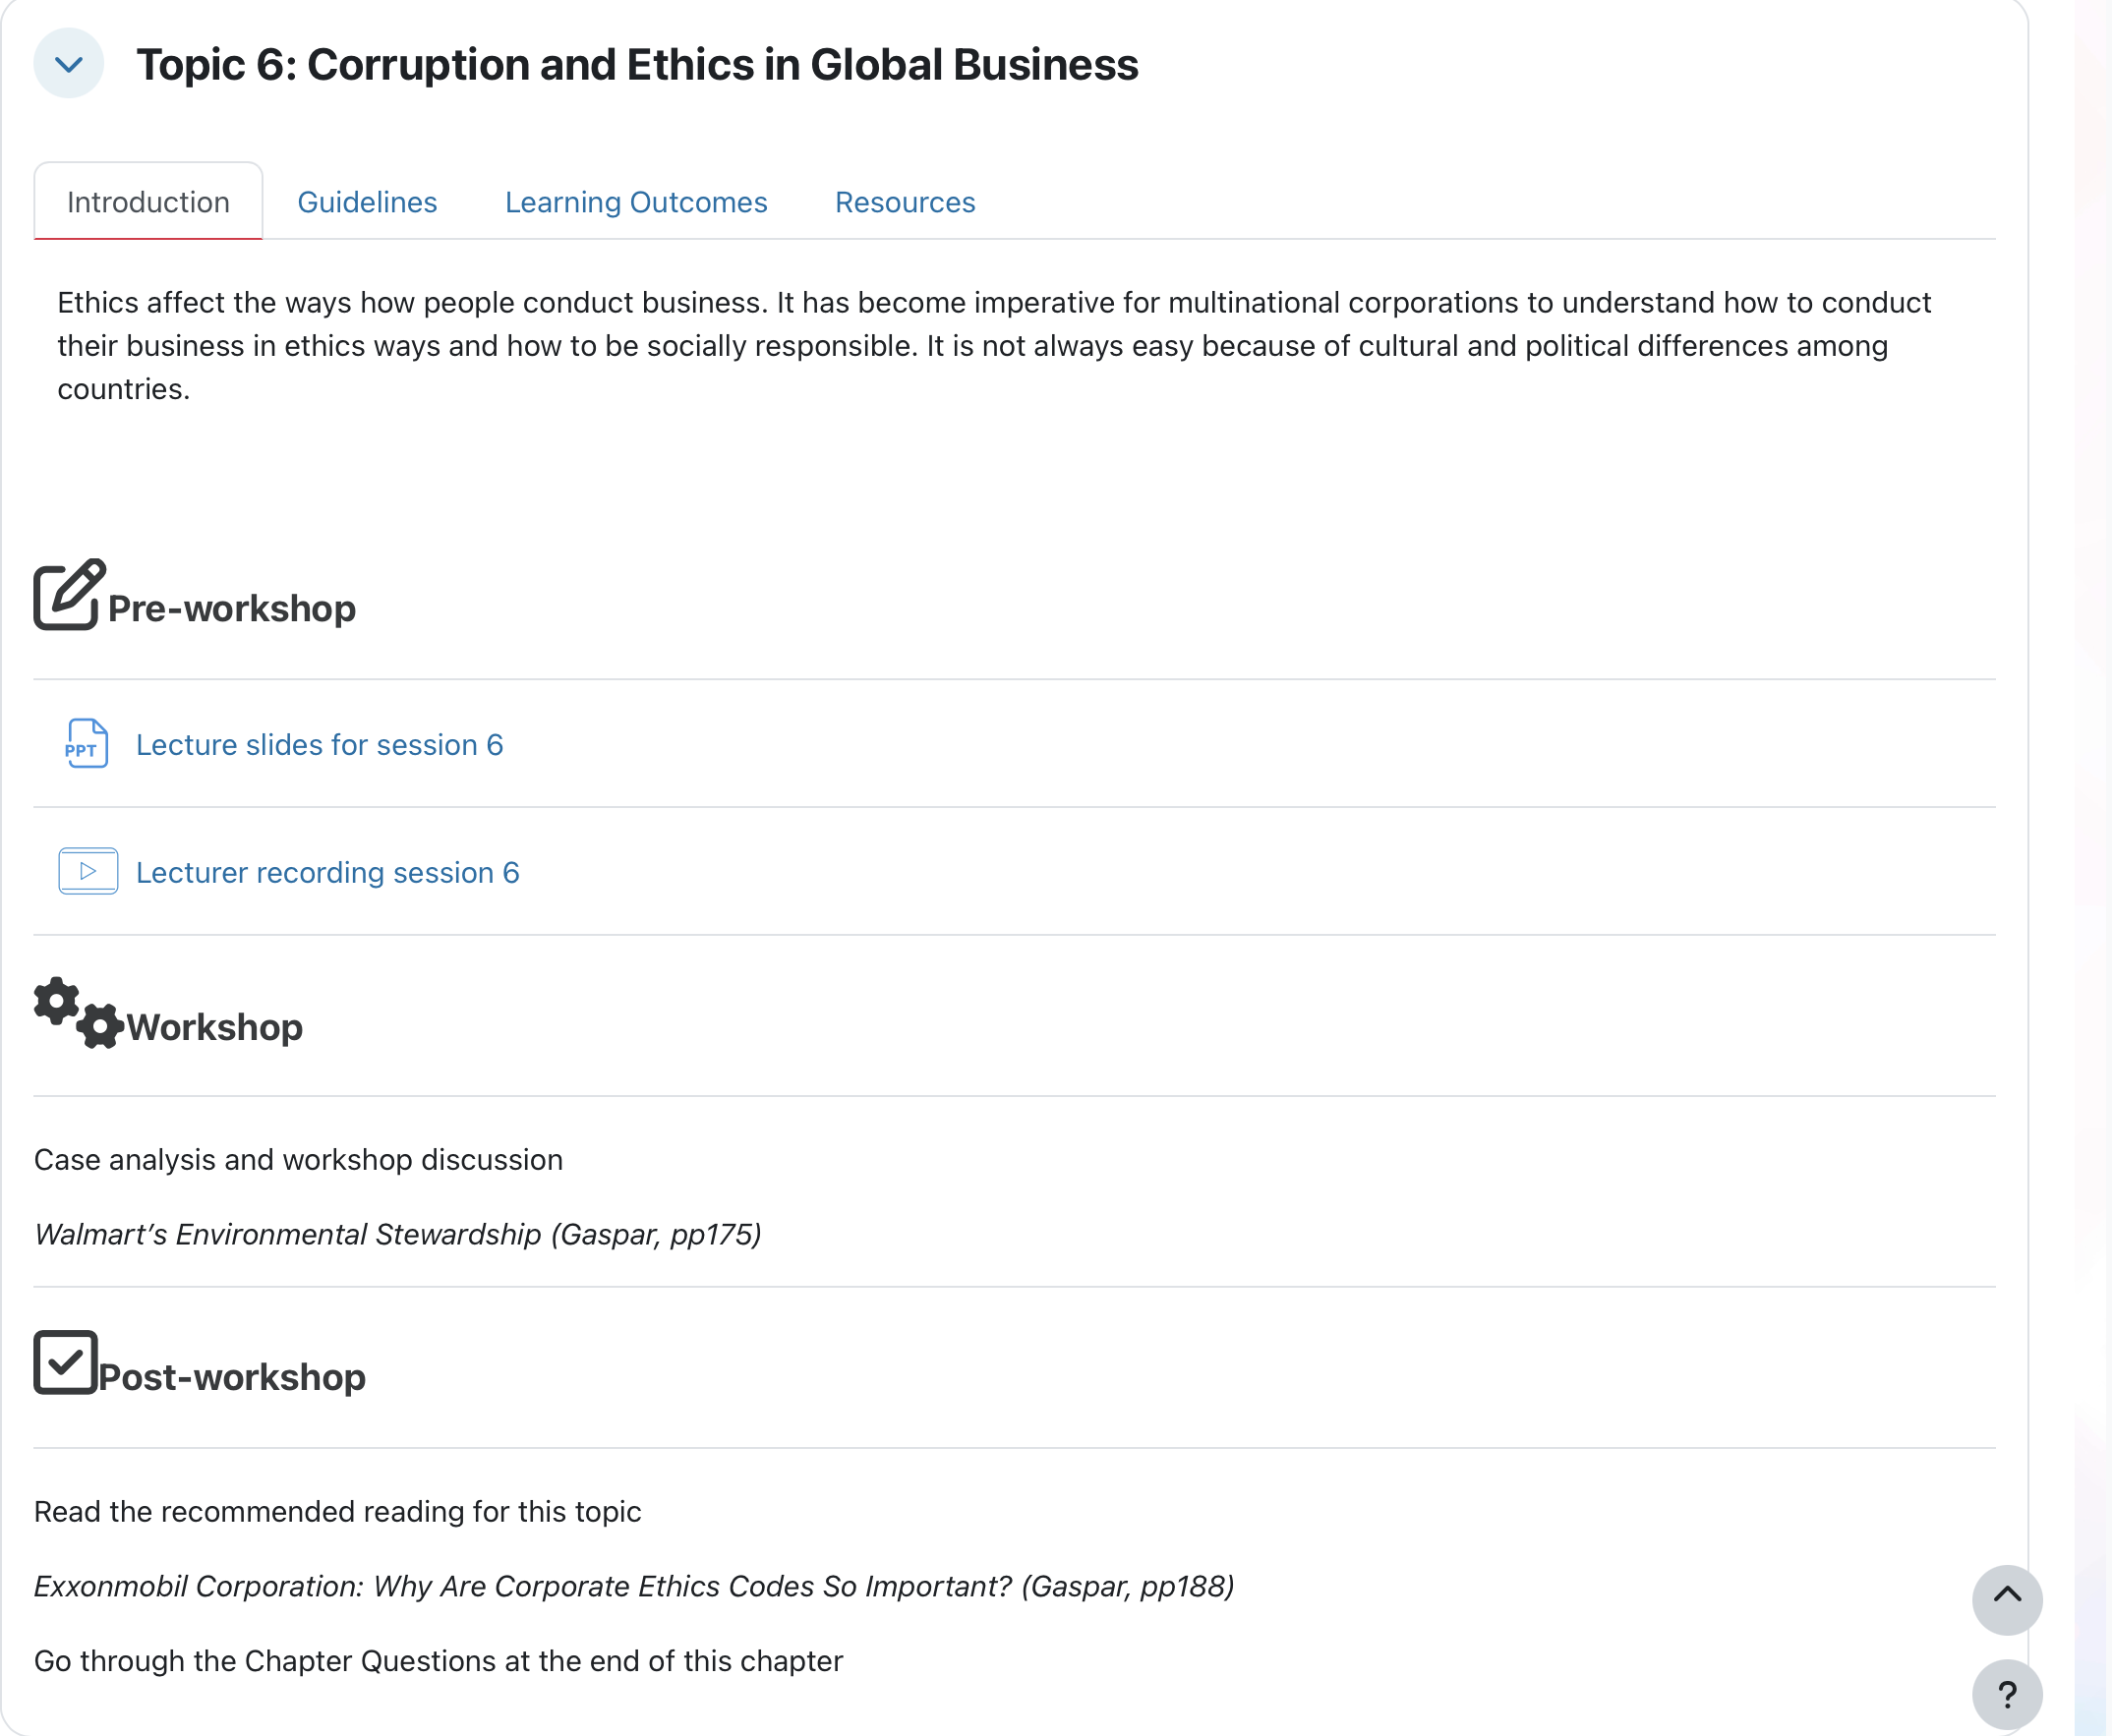 Topic 6: Corruption and Ethics in Global Business
Introduction
Guidelines
Learning Outcomes
Resources
Ethics affect the ways how people conduct business. It has become imperative for multinational corporations to understand how to conduct
their business in ethics ways and how to be socially responsible. It is not always easy because of cultural and political differences among
countries.
Pre-workshop
PPT
Lecture slides for session 6
Lecturer recording session 6
Workshop
Case analysis and workshop discussion
Walmart’s Environmental Stewardship (Gaspar, pp175)
Post-workshop
Read the recommended reading for this topic
Exxonmobil Corporation: Why Are Corporate Ethics Codes So Important? (Gaspar, pp188)
Go through the Chapter Questions at the end of this chapter
?